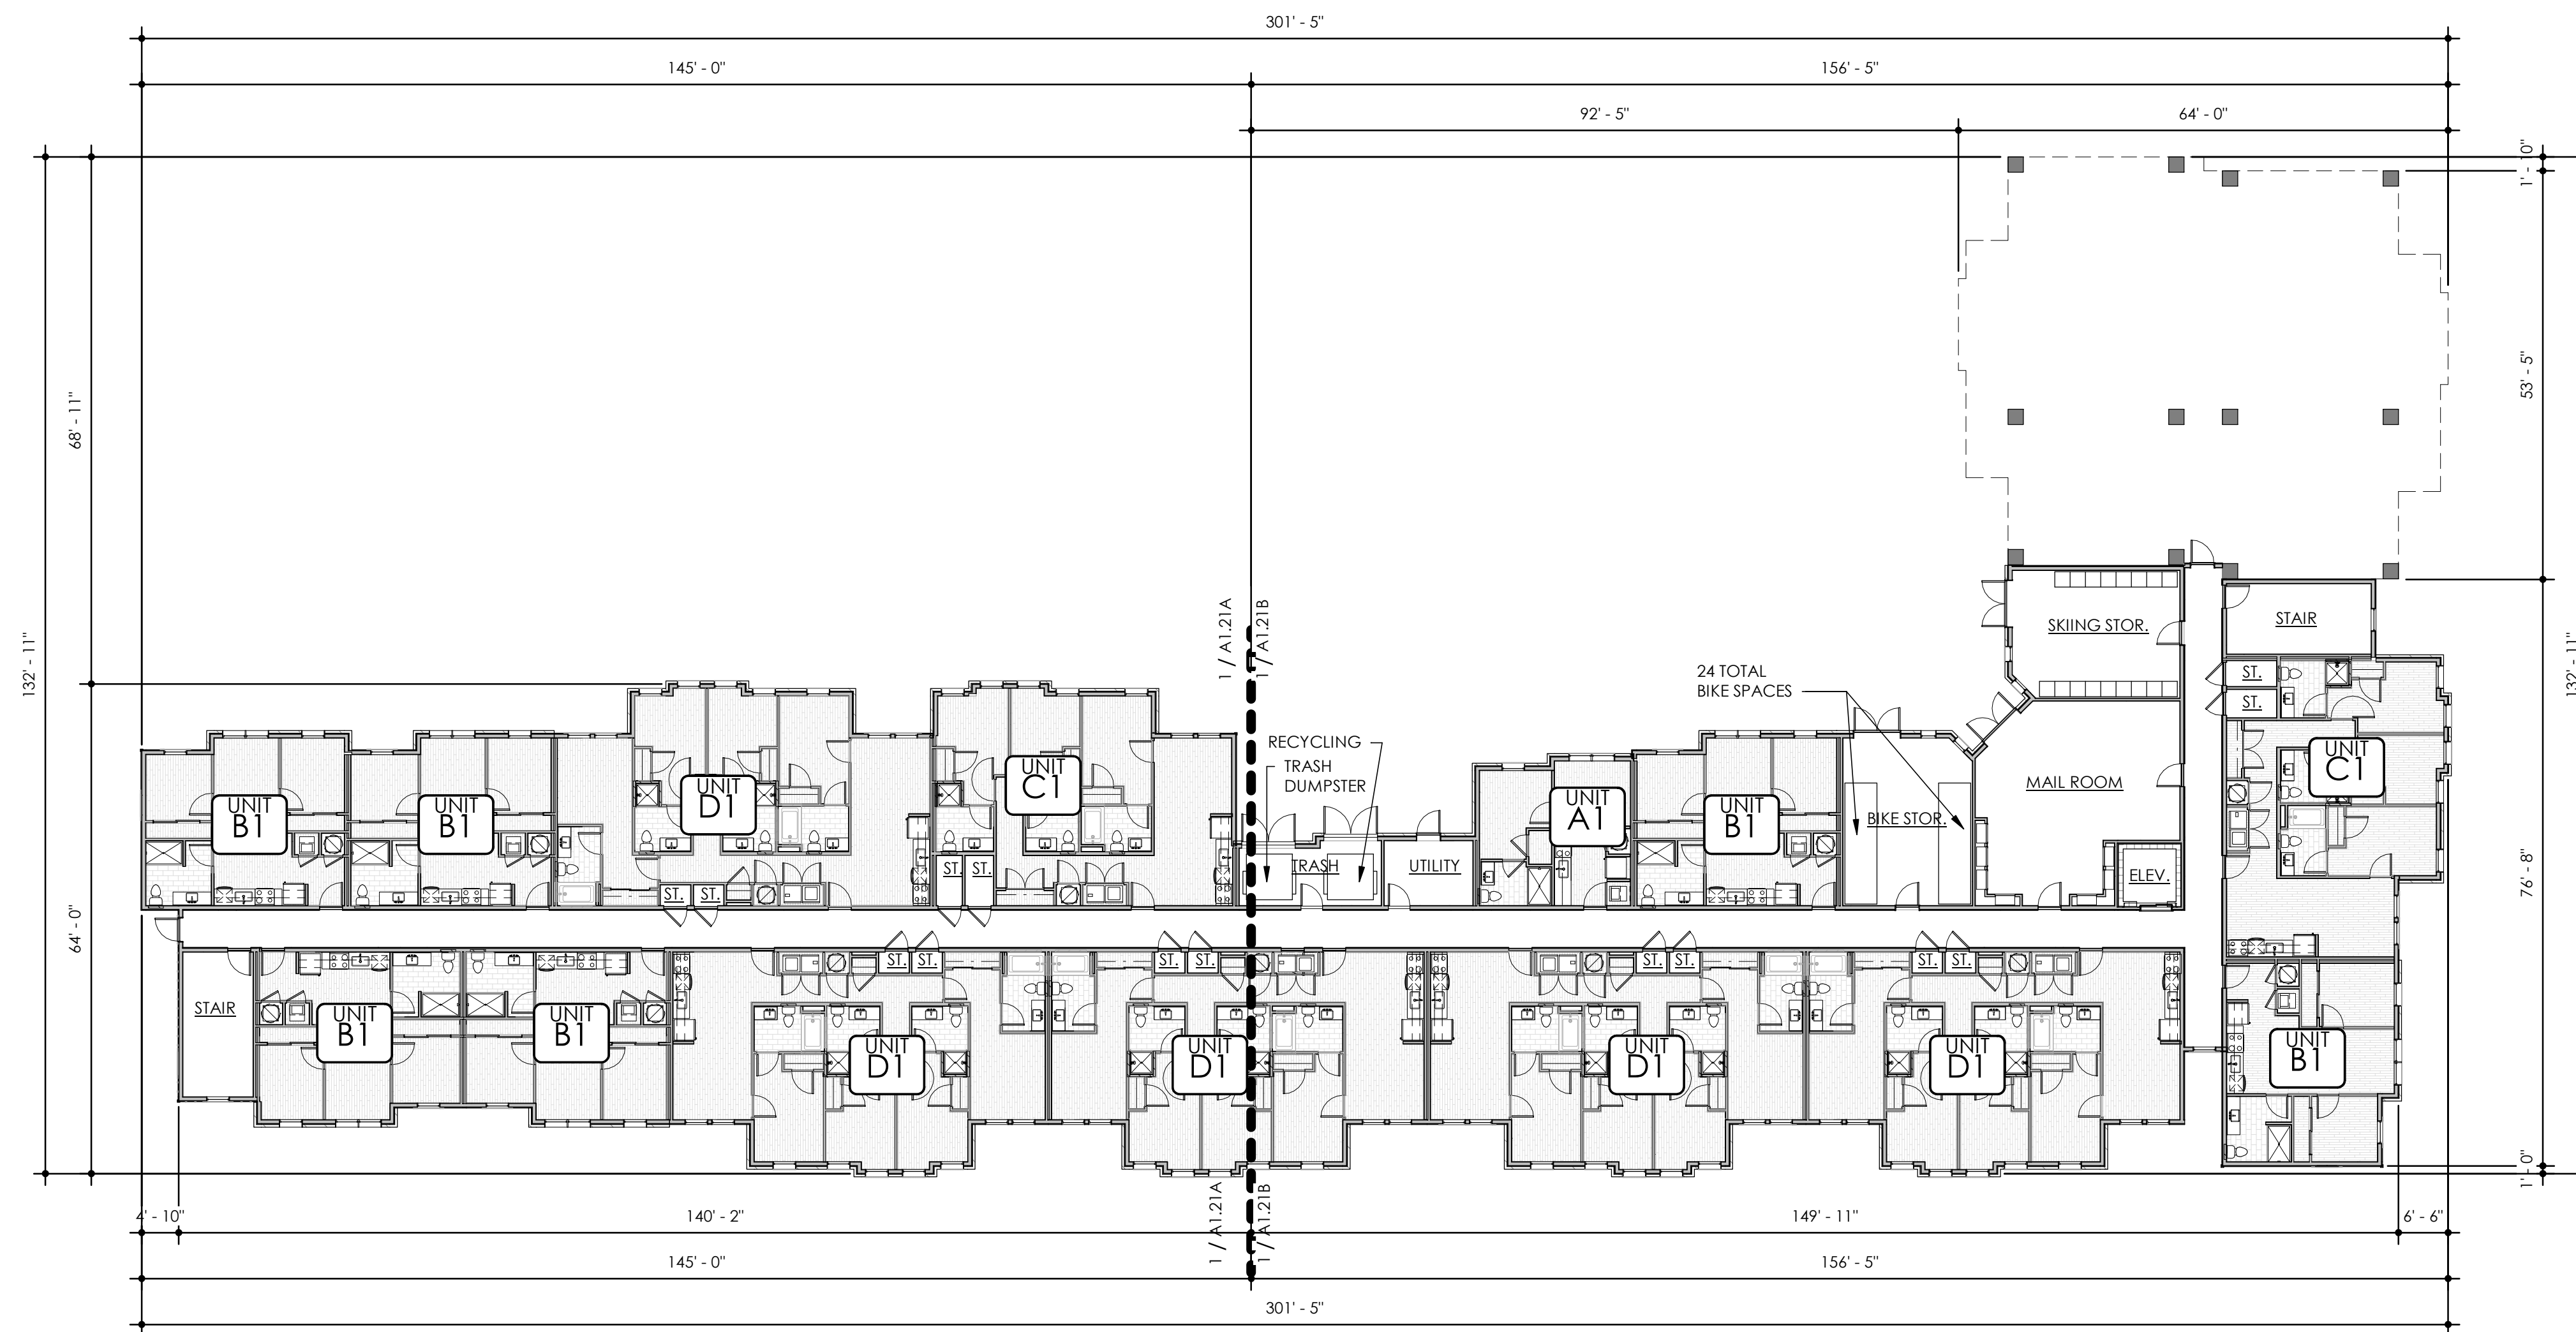 301' - 5"
145' - 0"
156' - 5"
92' - 5"
64' - 0"
1' - 10"
53' - 5"
68' - 11"
132' - 11"
132' - 11"
76' - 8"
64' - 0"
1' - 0"
1 / A1.21A
1 / A1.21B
SKIING STOR.
STAIR
24 TOTAL
BIKE SPACES
ST.
ST.
RECYCLING
TRASH
DUMPSTER
MAIL ROOM
UNIT
C1
UNIT
B1
UNIT
B1
UNIT
D1
UNIT
C1
UNIT
A1
UNIT
B1
BIKE STOR.
ST.
ST.
ST.
ST.
TRASH
UTILITY
ELEV.
ST.
ST.
ST.
ST.
ST.
ST.
ST.
ST.
STAIR
UNIT
B1
UNIT
B1
UNIT
D1
UNIT
D1
UNIT
D1
UNIT
D1
UNIT
B1
1 / A1.21A
1 / A1.21B
4' - 10"
140' - 2"
149' - 11"
6' - 6"
145' - 0"
156' - 5"
301' - 5"